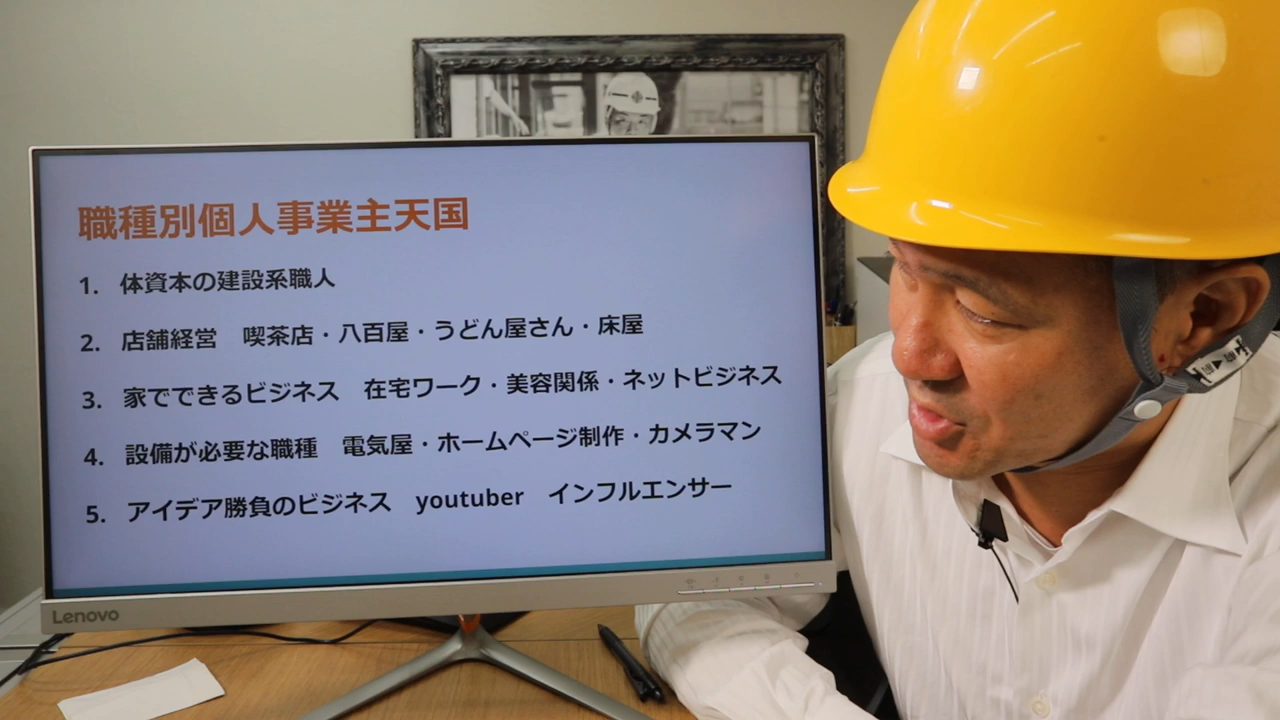 職種別個人事業主天国
1. 体資本の建設系職人
2. 店舗経営 喫茶店・八百屋・うどん屋さん・床屋
3. 家でできるビジネス 在宅ワーク・美容関係・ネットビジネス
4. 設備が必要な職種 電気屋・ホームページ制作・カメラマン
5. アイデア勝負のビジネス youtuber インフルエンサー
Lenovo